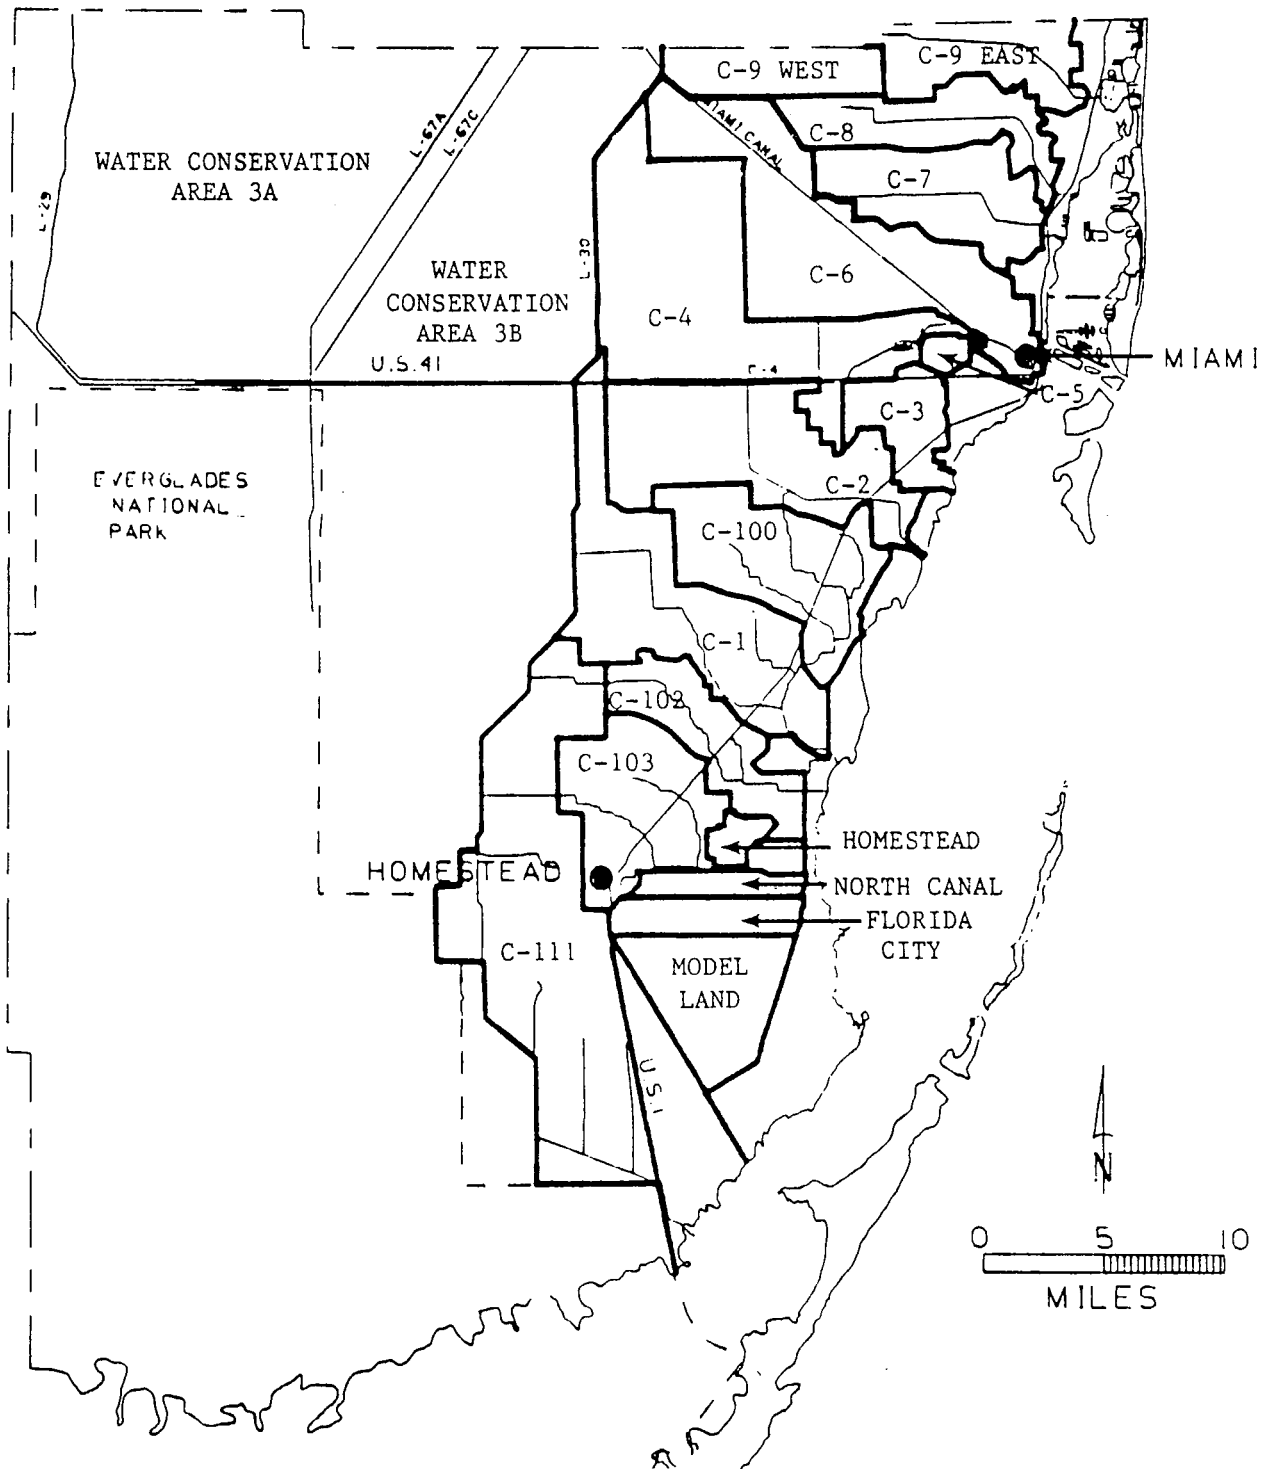 C-9 WEST
C-9 EAST
MIAMI CANAL
C-8
L-67A
L-67C
WATER CONSERVATION
AREA 3A
C-7
L-29
L-30
WATER
CONSERVATION
AREA 3B
C-6
C-4
U.S.41
C-4
MIAMI
C-5
C-3
EVERGLADES
NATIONAL
PARK
C-2
C-100
C-1
C-102
C-103
HOMESTEAD
HOMESTEAD
NORTH CANAL
FLORIDA
CITY
C-111
MODEL
LAND
U.S.1
N
0 5 10
MILES